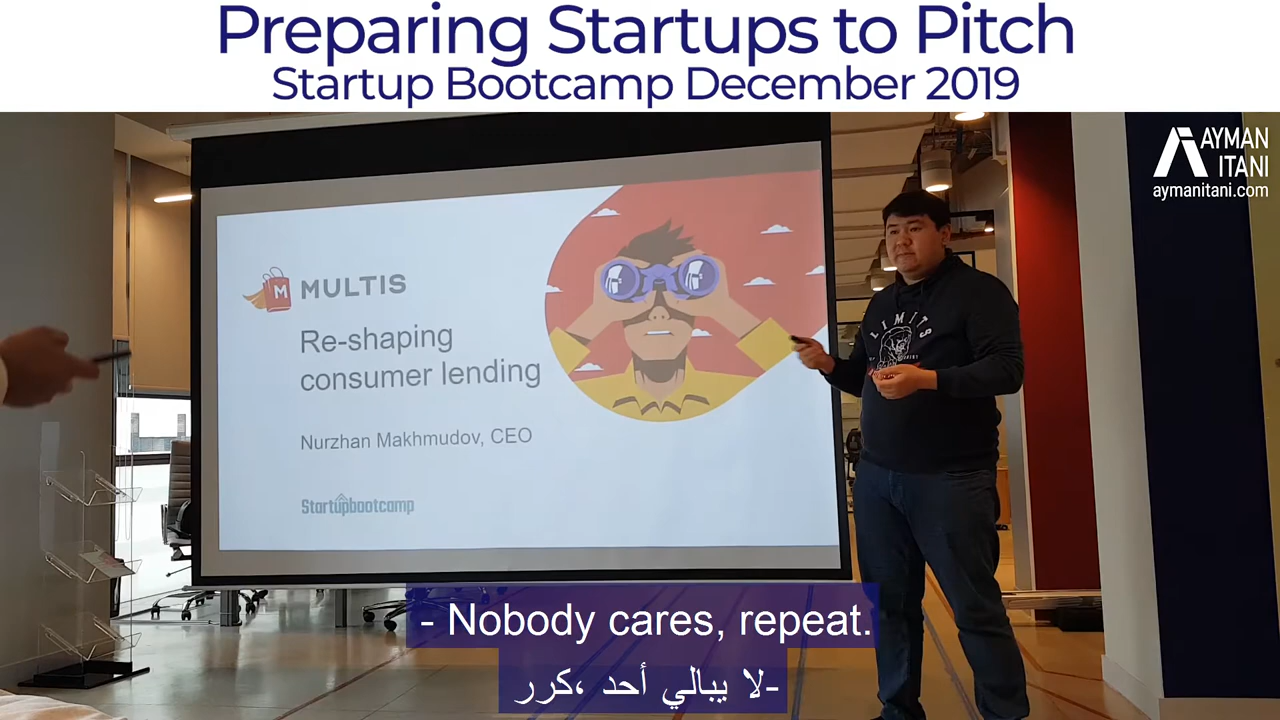 Preparing Startups to Pitch
Startup Bootcamp December 2019
AYMAN
ITANI
aymanitani.com
M MULTIS
Re-shaping
consumer lending
Nurzhan Makhmudov, CEO
Startupbootcamp
LIMITS
- Nobody cares, repeat.
-لا يبالي أحد ،كرر